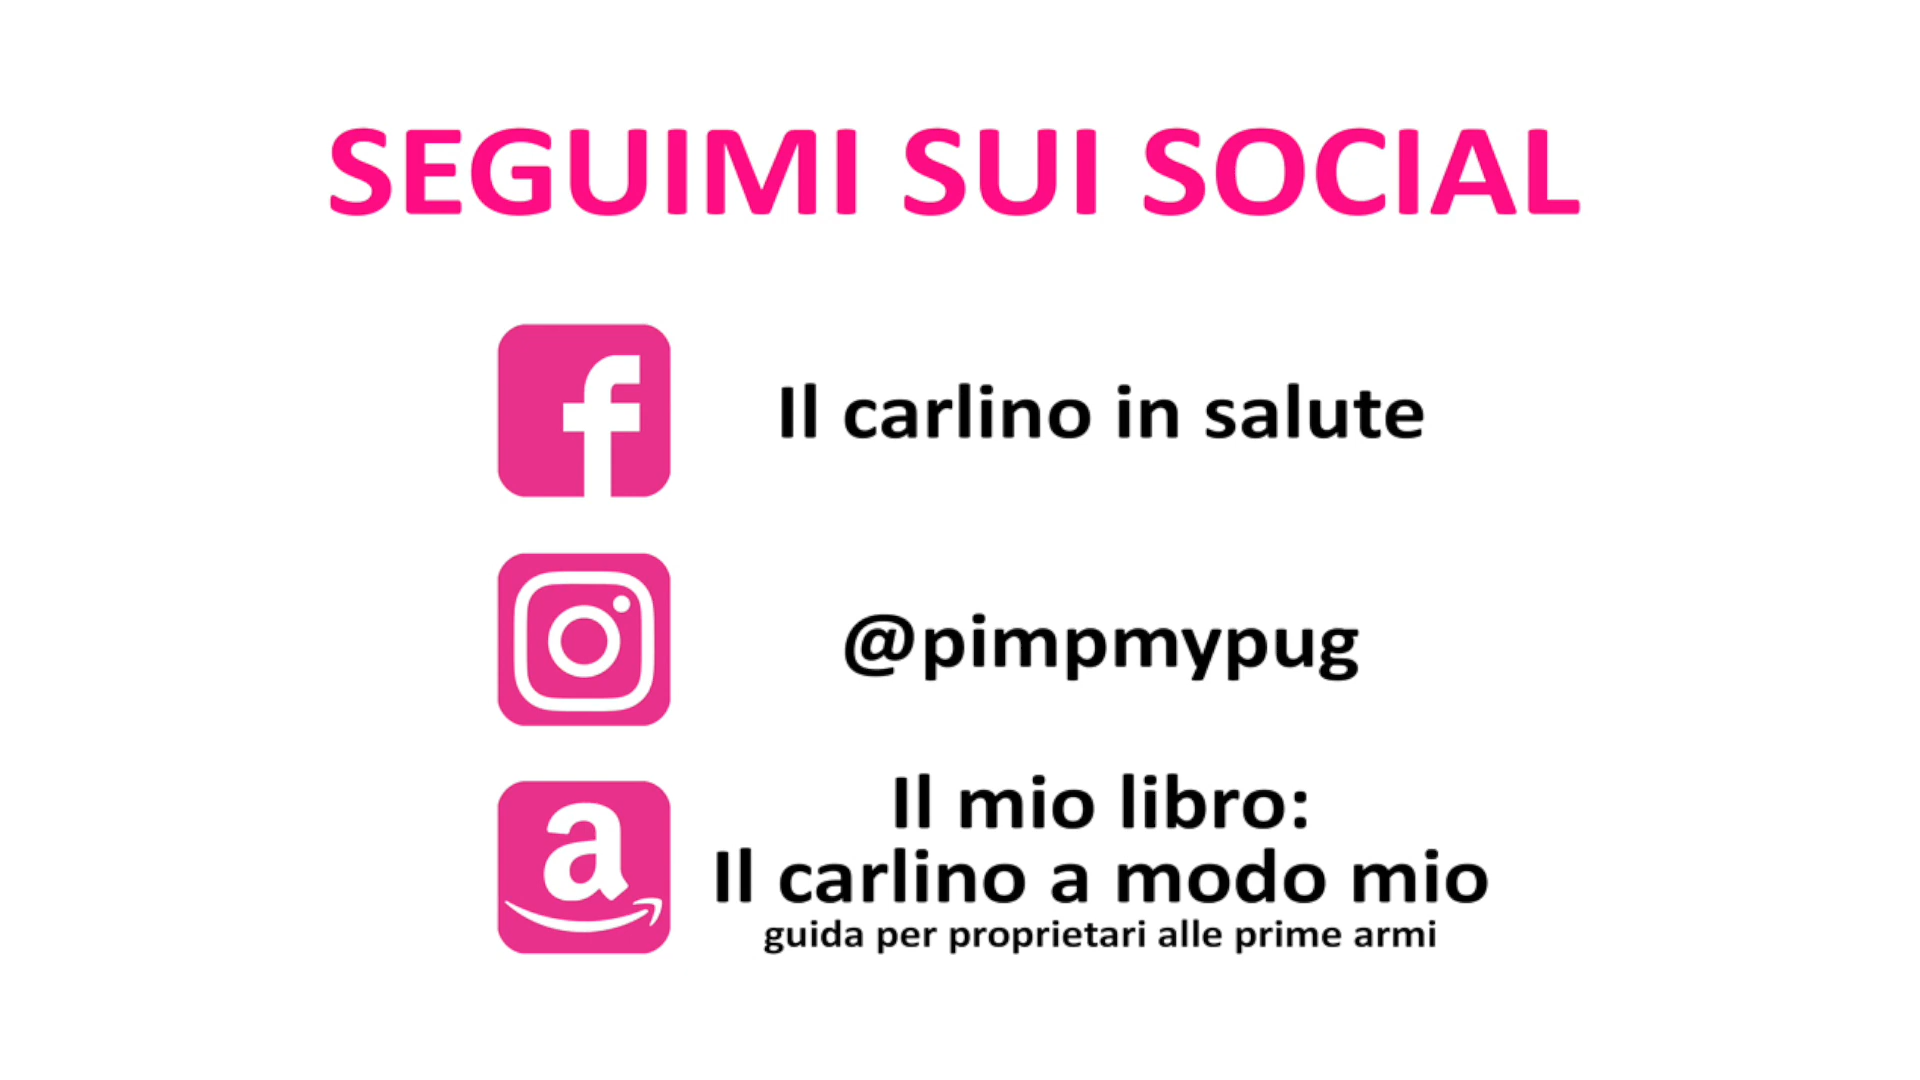 SEGUIMI SUI SOCIAL
Il carlino in salute
@pimpmypug
Il mio libro:
Il carlino a modo mio
guida per proprietari alle prime armi